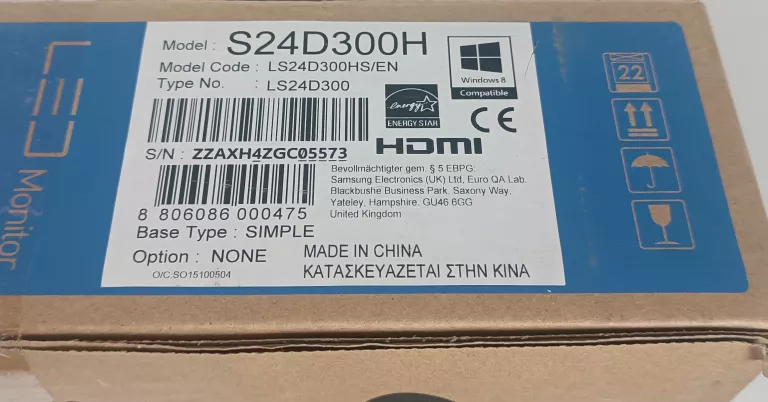 LED Monitor
Model : S24D300H
Model Code : LS24D300HS/EN
Type No. : LS24D300
Windows 8
Compatible
energy
ENERGY STAR
CE
HDMI
S/N : ZZAXH4ZGC05573
Bevollmächtigter gem. § 5 EBPG:
Samsung Electronics (UK) Ltd, Euro QA Lab.
Blackbushe Business Park, Saxony Way,
Yateley, Hampshire. GU46 6GG
United Kingdom
8 806086 000475
Base Type : SIMPLE
Option : NONE
MADE IN CHINA
ΚΑΤΑΣΚΕΥΑΖΕΤΑΙ ΣΤΗΝ ΚΙΝΑ
O/C.SO15100504
22